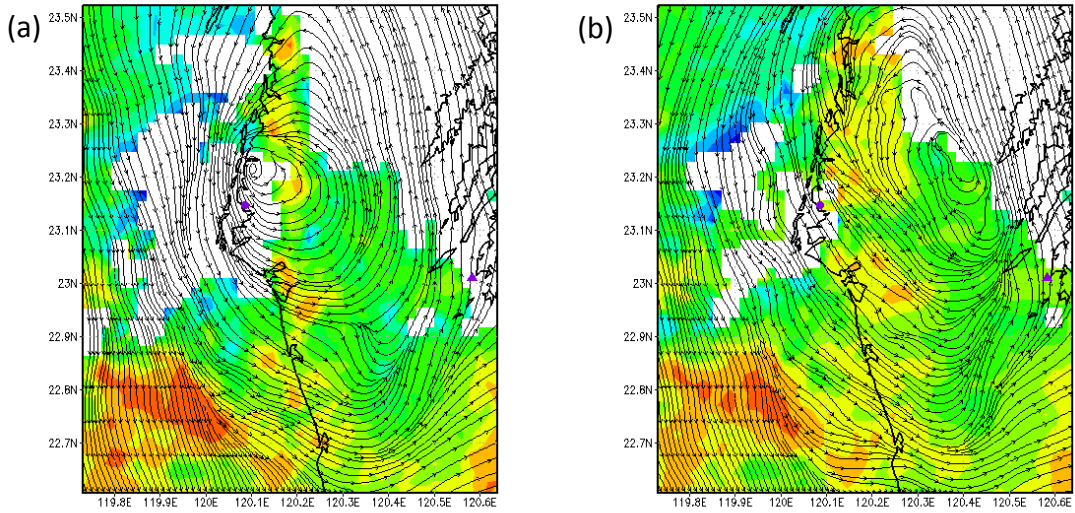 (a)
23.5N
23.4N
23.3N
23.2N
23.1N
23N
22.9N
22.8N
22.7N
119.8E 119.9E 120E 120.1E 120.2E 120.3E 120.4E 120.5E 120.6E
(b)
23.5N
23.4N
23.3N
23.2N
23.1N
23N
22.9N
22.8N
22.7N
119.8E 119.9E 120E 120.1E 120.2E 120.3E 120.4E 120.5E 120.6E